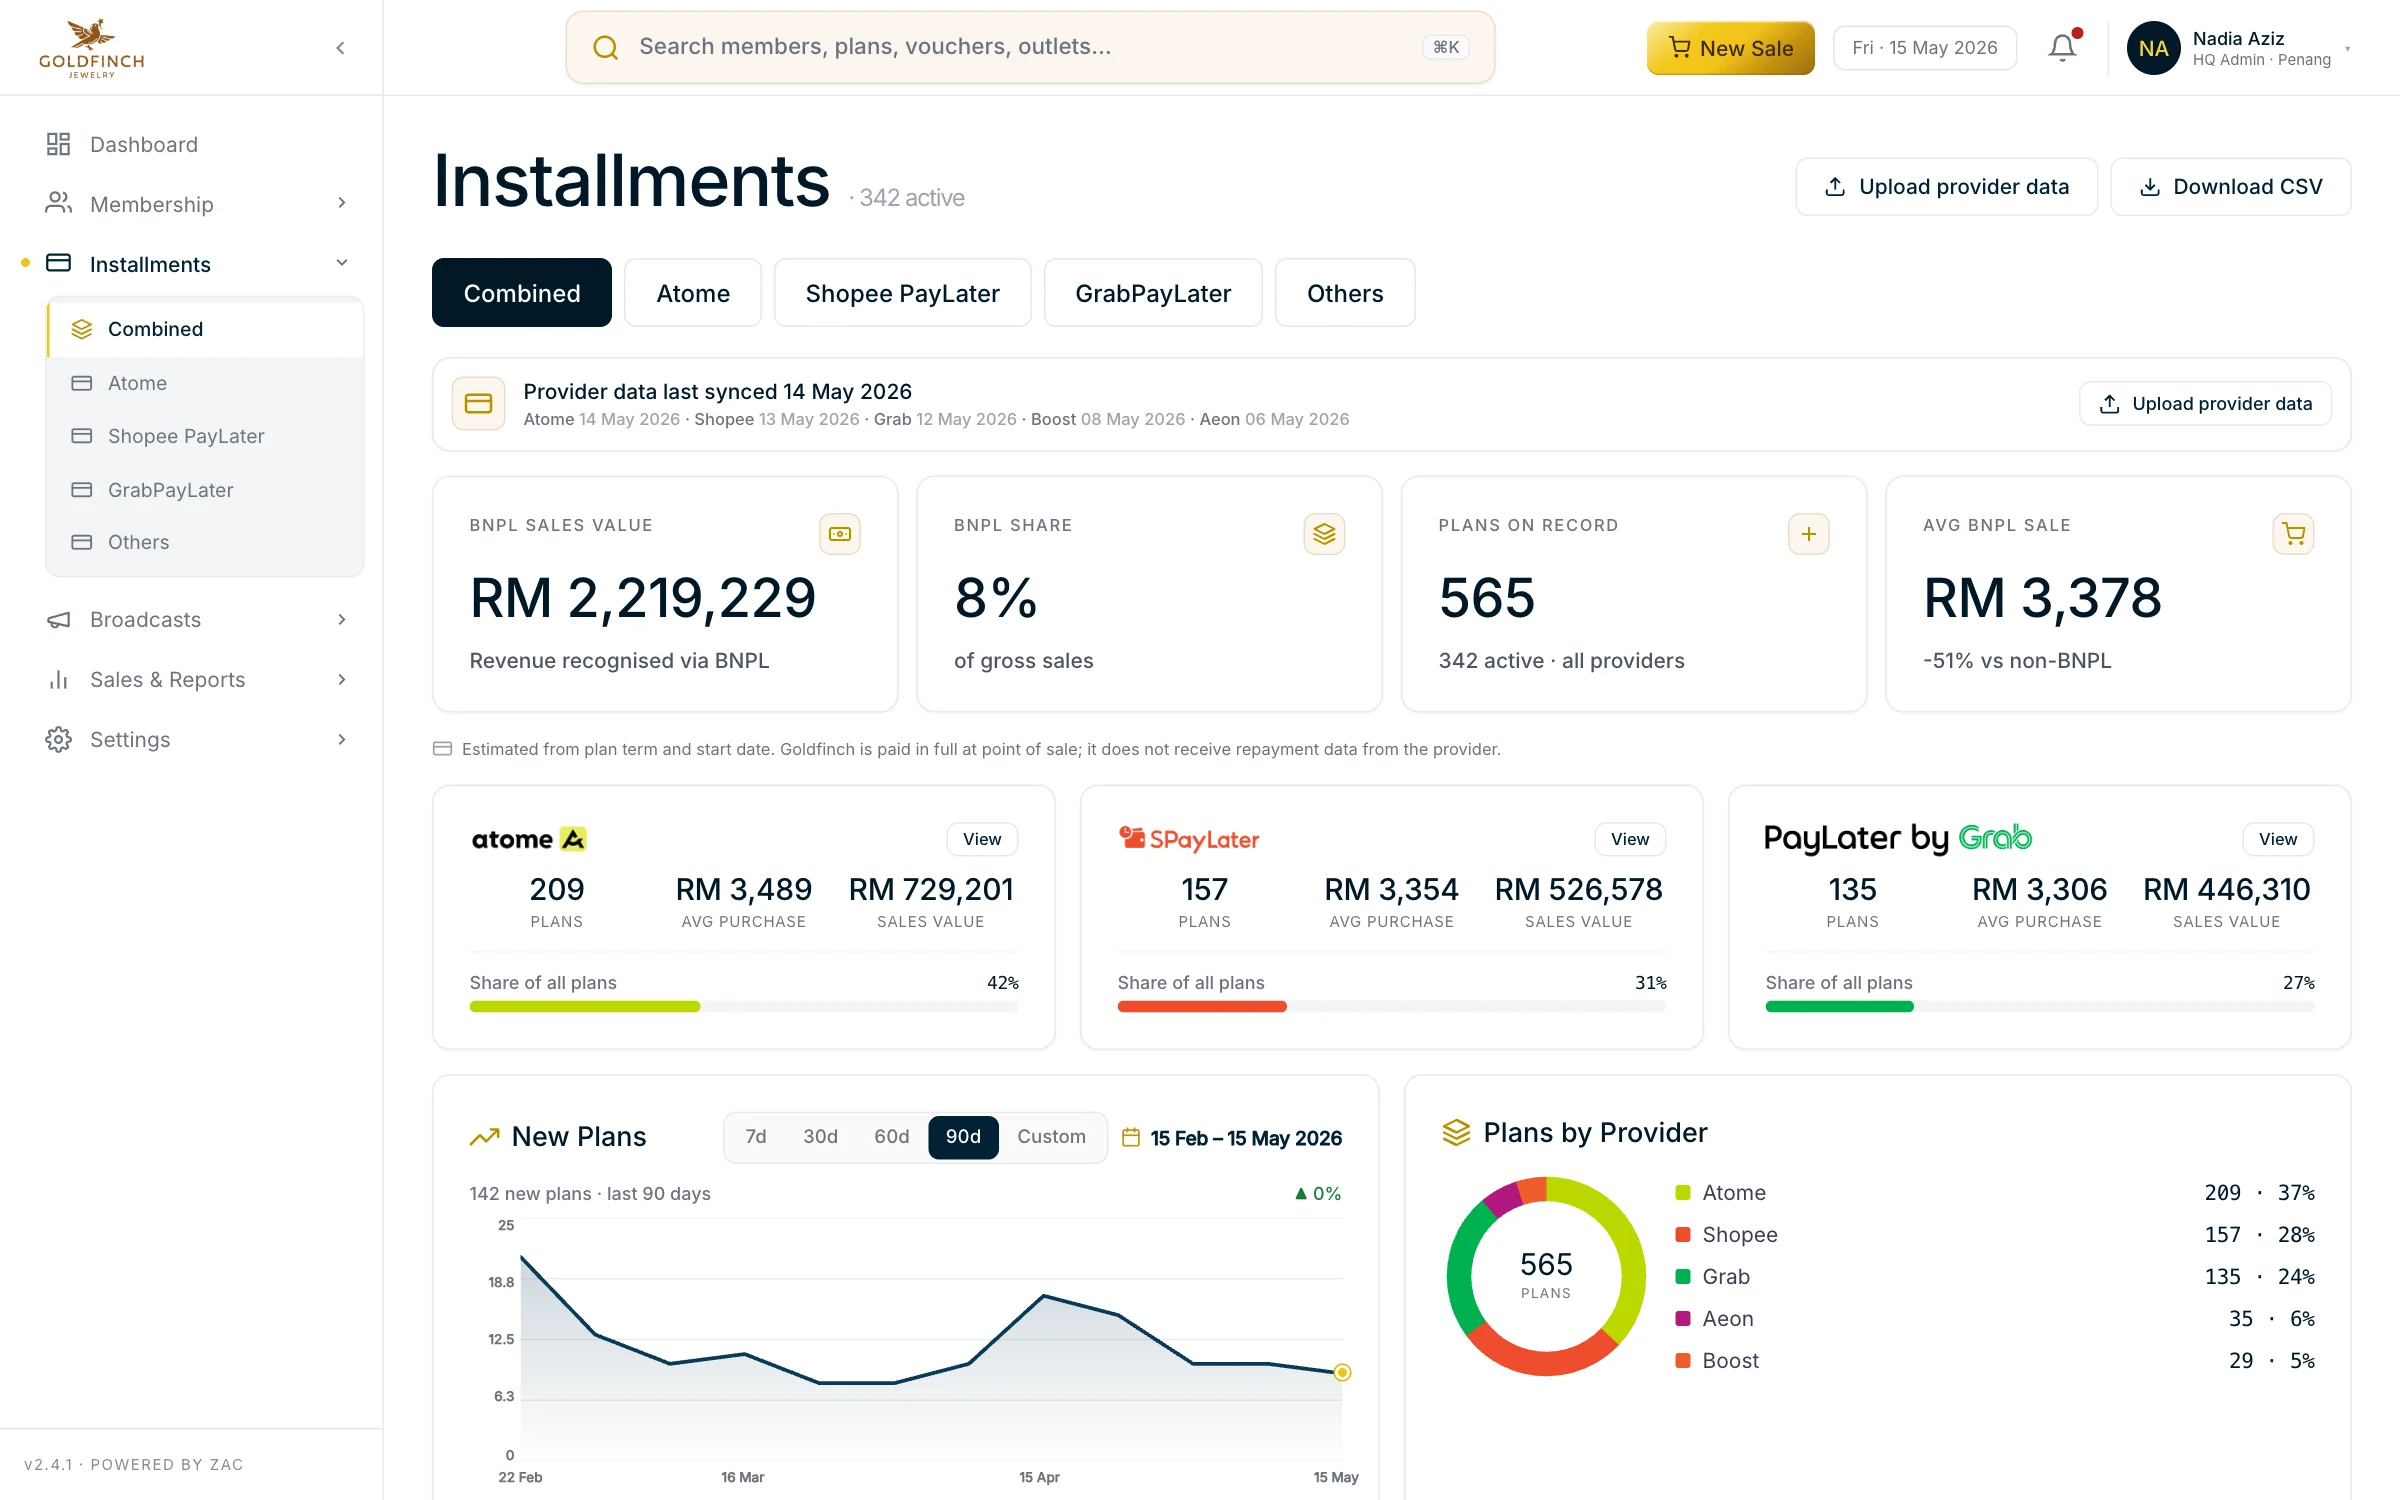 GOLDFINCH
JEWELRY
Search members, plans, vouchers, outlets...
⌘K
New Sale
Fri · 15 May 2026
NA
Nadia Aziz
HQ Admin · Penang
Dashboard
Membership
Installments
Combined
Atome
Shopee PayLater
GrabPayLater
Others
Broadcasts
Sales & Reports
Settings
v2.4.1 · POWERED BY ZAC
Installments · 342 active
Upload provider data
Download CSV
Combined
Atome
Shopee PayLater
GrabPayLater
Others
Provider data last synced 14 May 2026
Atome 14 May 2026 · Shopee 13 May 2026 · Grab 12 May 2026 · Boost 08 May 2026 · Aeon 06 May 2026
Upload provider data
BNPL SALES VALUE
RM 2,219,229
Revenue recognised via BNPL
BNPL SHARE
8%
of gross sales
PLANS ON RECORD
565
342 active · all providers
AVG BNPL SALE
RM 3,378
-51% vs non-BNPL
Estimated from plan term and start date. Goldfinch is paid in full at point of sale; it does not receive repayment data from the provider.
atome A
View
209
PLANS
RM 3,489
AVG PURCHASE
RM 729,201
SALES VALUE
Share of all plans
42%
SPayLater
View
157
PLANS
RM 3,354
AVG PURCHASE
RM 526,578
SALES VALUE
Share of all plans
31%
PayLater by Grab
View
135
PLANS
RM 3,306
AVG PURCHASE
RM 446,310
SALES VALUE
Share of all plans
27%
New Plans
7d
30d
60d
90d
Custom
15 Feb – 15 May 2026
142 new plans · last 90 days
▲ 0%
25
18.8
12.5
6.3
0
22 Feb
16 Mar
15 Apr
15 May
Plans by Provider
565
PLANS
Atome 209 · 37%
Shopee 157 · 28%
Grab 135 · 24%
Aeon 35 · 6%
Boost 29 · 5%